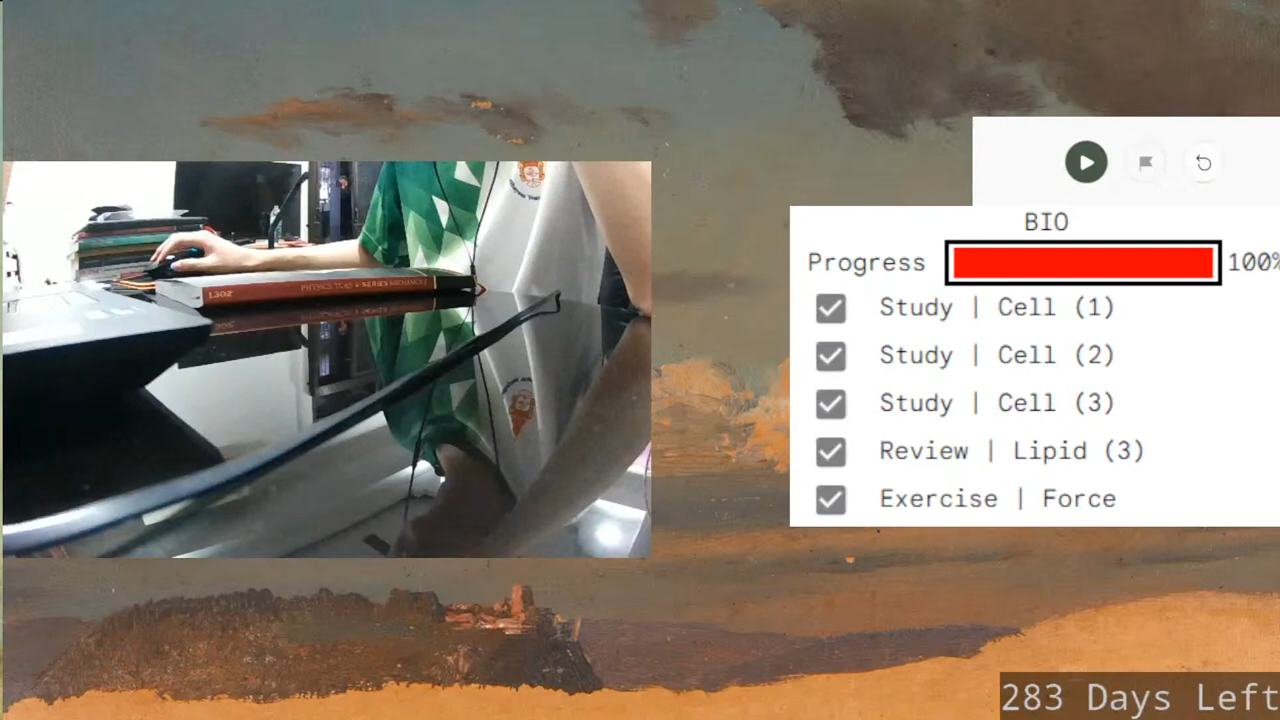 BIO
Progress 100%
Study | Cell (1)
Study | Cell (2)
Study | Cell (3)
Review | Lipid (3)
Exercise | Force
1302
283 Days Left